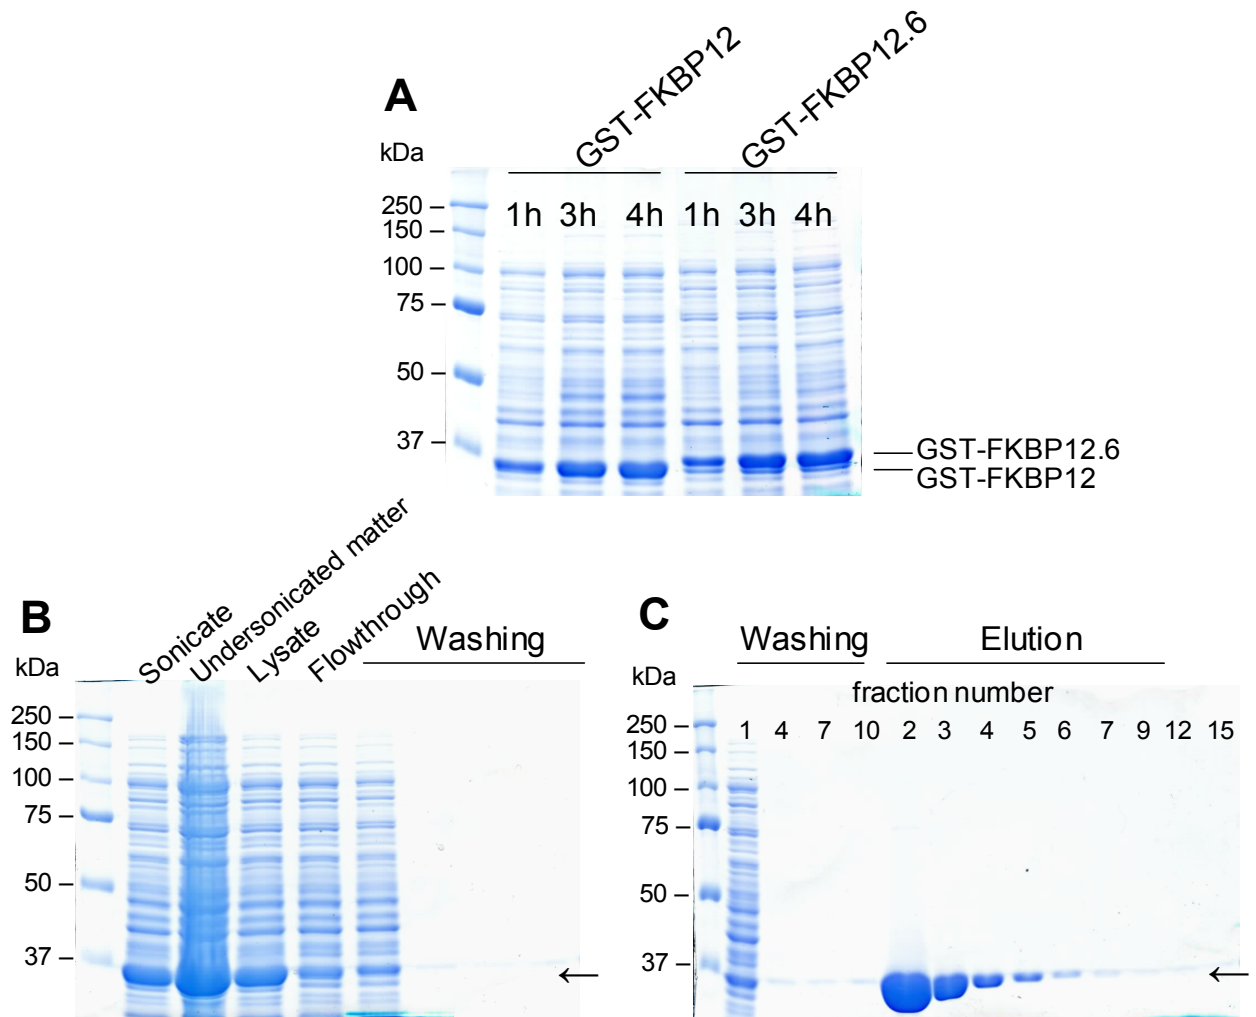 A
GST-FKBP12
GST-FKBP12.6
kDa
1h 3h 4h 1h 3h 4h
250
150
100
75
50
37
GST-FKBP12.6
GST-FKBP12
B
Sonicate
Undersonicated matter
Lysate
Flowthrough
Washing
kDa
250
150
100
75
50
37
C
Washing
Elution
kDa
fraction number
1 4 7 10 2 3 4 5 6 7 9 12 15
250
150
100
75
50
37